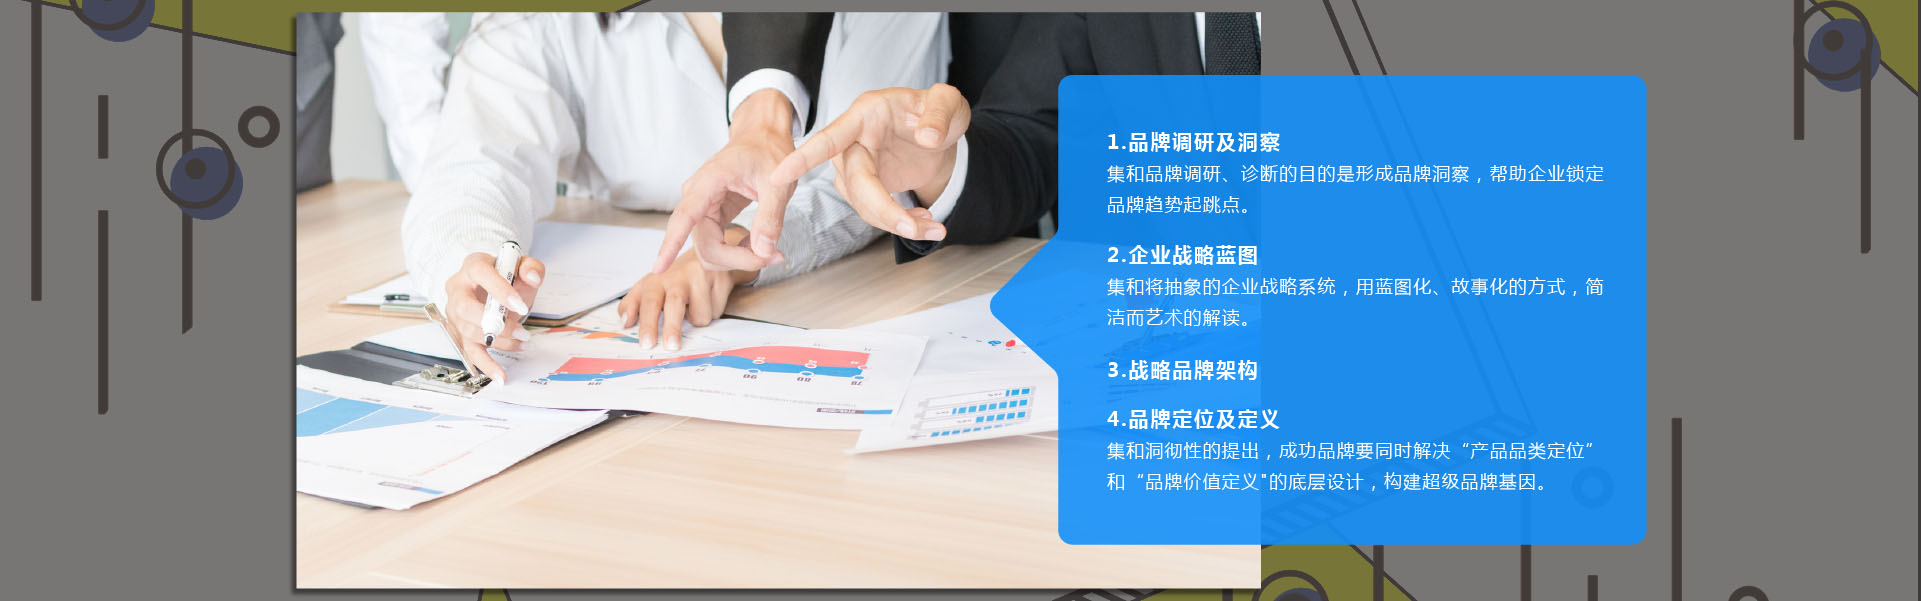 1.品牌调研及洞察
集和品牌调研、诊断的目的是形成品牌洞察，帮助企业锁定
品牌趋势起跳点。
2.企业战略蓝图
集和将抽象的企业战略系统，用蓝图化、故事化的方式，简
洁而艺术的解读。
3.战略品牌架构
4.品牌定位及定义
集和洞彻性的提出，成功品牌要同时解决“产品品类定位”
和“品牌价值定义"的底层设计，构建超级品牌基因。